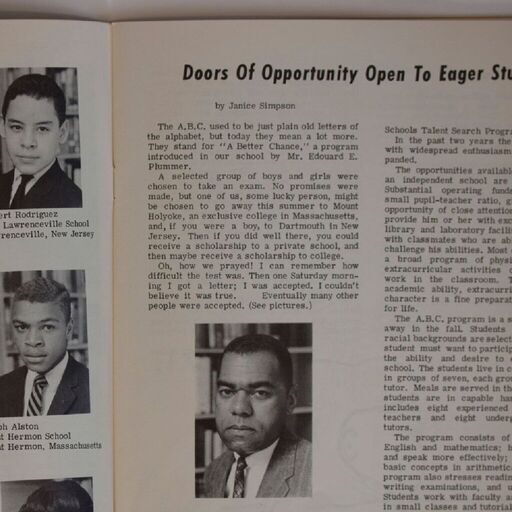 ert Rodriguez
Lawrenceville School
renceville, New Jersey
ph Alston
t Hermon School
t Hermon, Massachusetts
Doors Of Opportunity Open To Eager Stu
by Janice Simpson
The A.B.C. used to be just plain old letters of
the alphabet, but today they mean a lot more.
They stand for "A Better Chance," a program
introduced in our school by Mr. Edouard E.
Plummer.
A selected group of boys and girls were
chosen to take an exam. No promises were
made, but one of us, some lucky person, might
be chosen to go away this summer to Mount
Holyoke, an exclusive college in Massachusetts,
and, if you were a boy, to Dartmouth in New
Jersey. Then if you did well there, you could
receive a scholarship to a private school, and
then maybe receive a scholarship to college.
Oh, how we prayed! I can remember how
difficult the test was. Then one Saturday morn-
ing I got a letter; I was accepted. I couldn't
believe it was true. Eventually many other
people were accepted. (See pictures.)
Schools Talent Search Progra
In the past two years the
with widespread enthusiasm
panded.
The opportunities availabl
an independent school are
Substantial operating fund
small pupil-teacher ratio, g
opportunity of close attentio
provide him or her with exc
library and laboratory facilit
with classmates who are ab
challenge his abilities. Most
a broad program of physi
extracurricular activities c
work in the classroom. T
academic ability, extracurri
character is a fine preparat
for life.
The A.B.C. program is a s
away in the fall. Students
racial backgrounds are select
student must want to particip
the ability and desire to
school. The students live in c
in groups of seven, each grou
tutor. Meals are served in th
students are in capable han
includes eight experienced
teachers and eight underg
tutors.
The program consists of
English and mathematics; h
and speak more effectively;
basic concepts in arithmetic
program also stresses readin
writing examinations, and u
Students work with faculty a
in small classes and tutorial